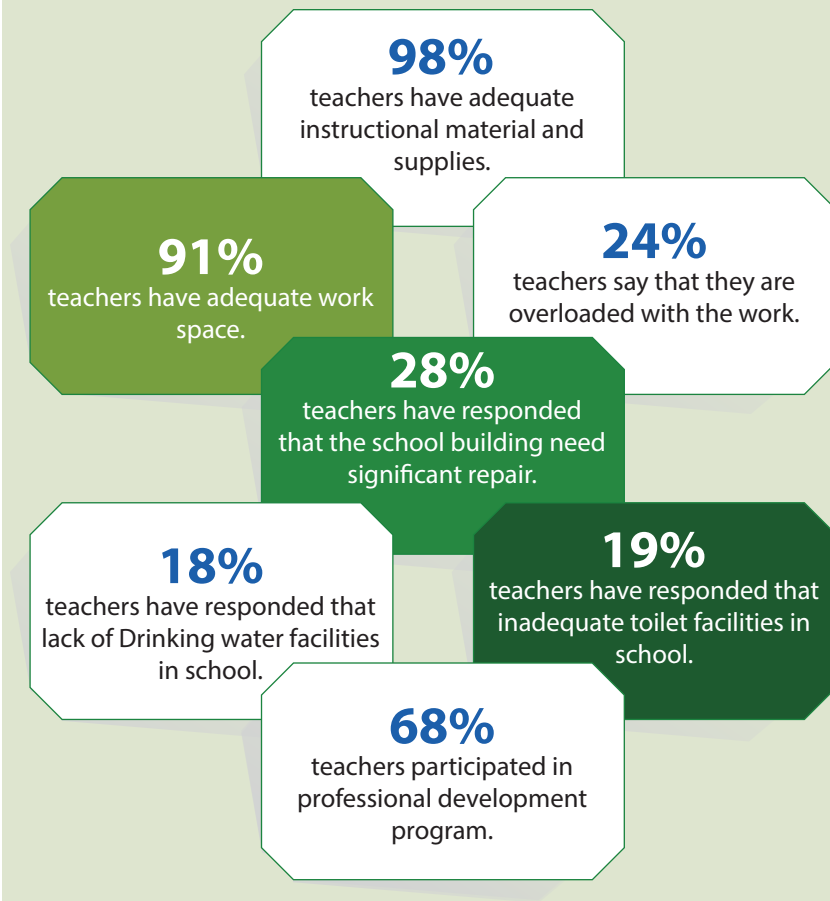 98%
teachers have adequate
instructional material and
supplies.
91%
teachers have adequate work
space.
24%
teachers say that they are
overloaded with the work.
28%
teachers have responded
that the school building need
significant repair.
18%
teachers have responded that
lack of Drinking water facilities
in school.
19%
teachers have responded that
inadequate toilet facilities in
school.
68%
teachers participated in
professional development
program.